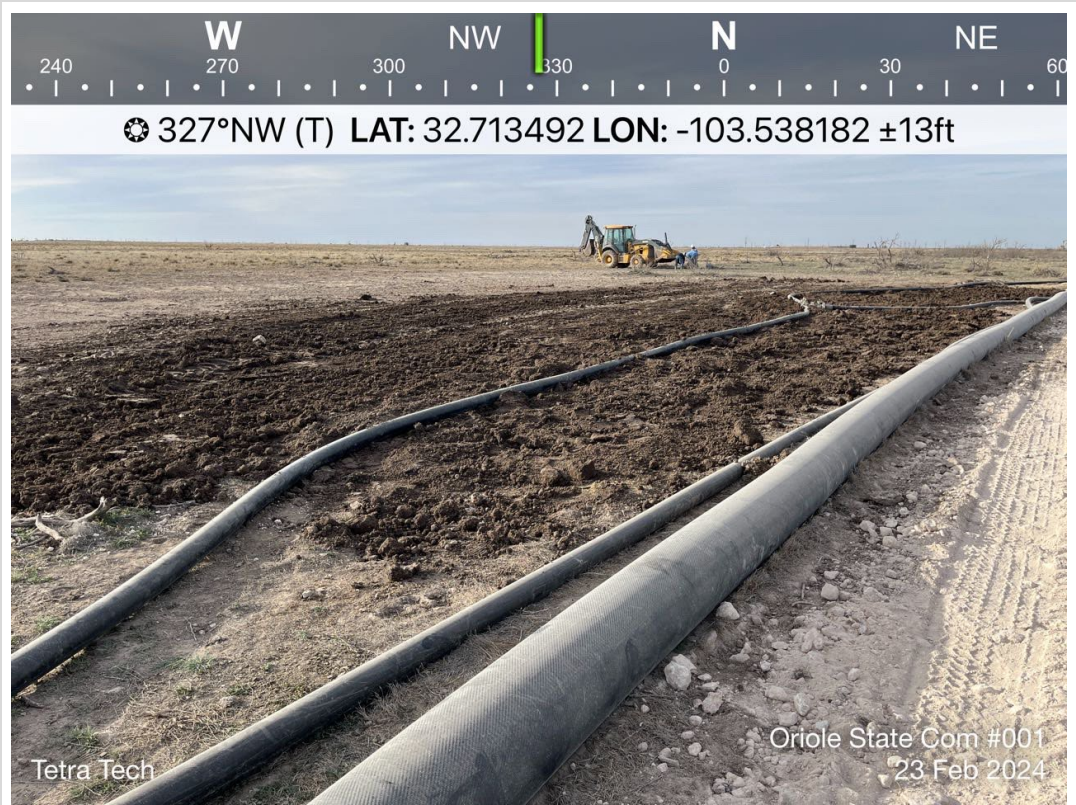 W NW N NE
240 270 300 330 0 30 60
327°NW (T) LAT: 32.713492 LON: -103.538182 ±13ft
Oriole State Com #001
Tetra Tech 23 Feb 2024